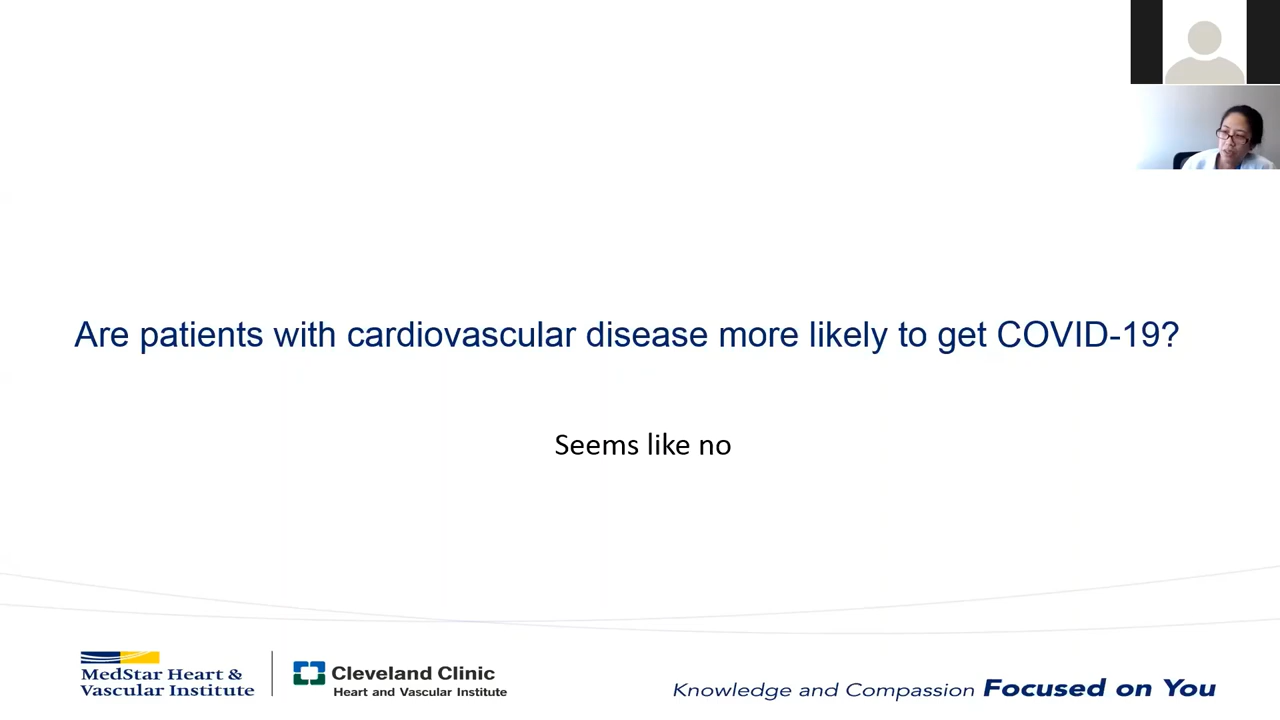 Are patients with cardiovascular disease more likely to get COVID-19?
Seems like no
MedStar Heart &
Vascular Institute
Cleveland Clinic
Heart and Vascular Institute
Knowledge and Compassion Focused on You